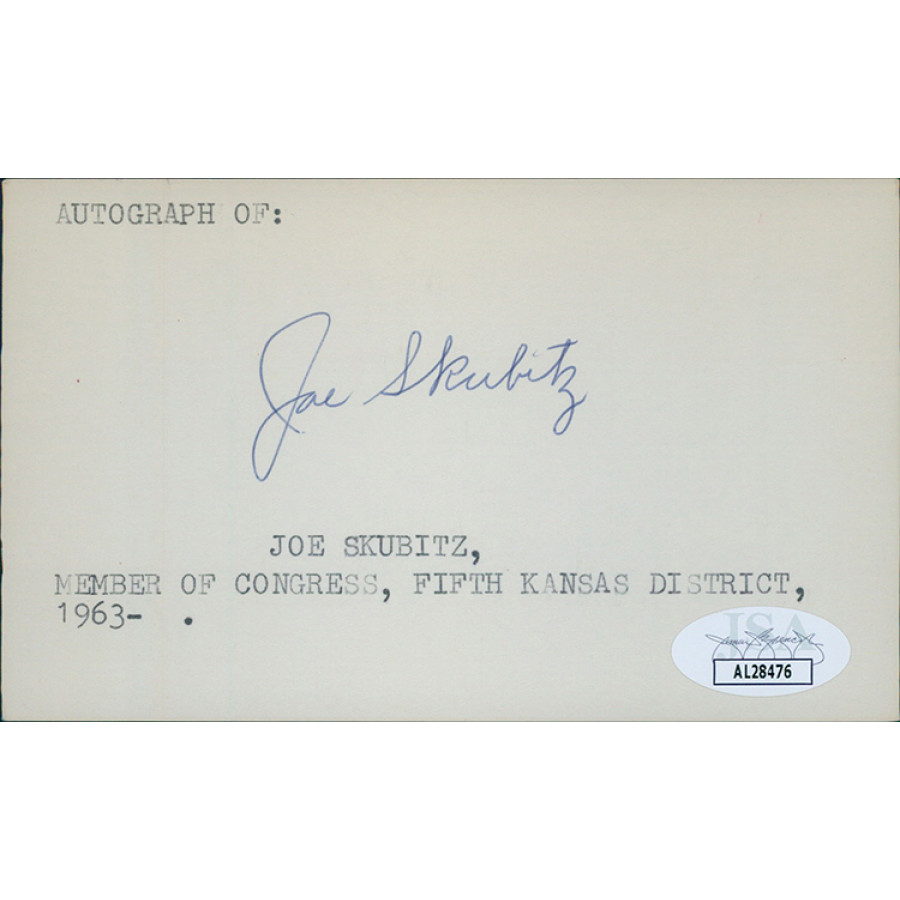 AUTOGRAPH OF:
Joe Skubitz
JOE SKUBITZ,
MEMBER OF CONGRESS, FIFTH KANSAS DISTRICT,
1963-  .
JSA
AL28476